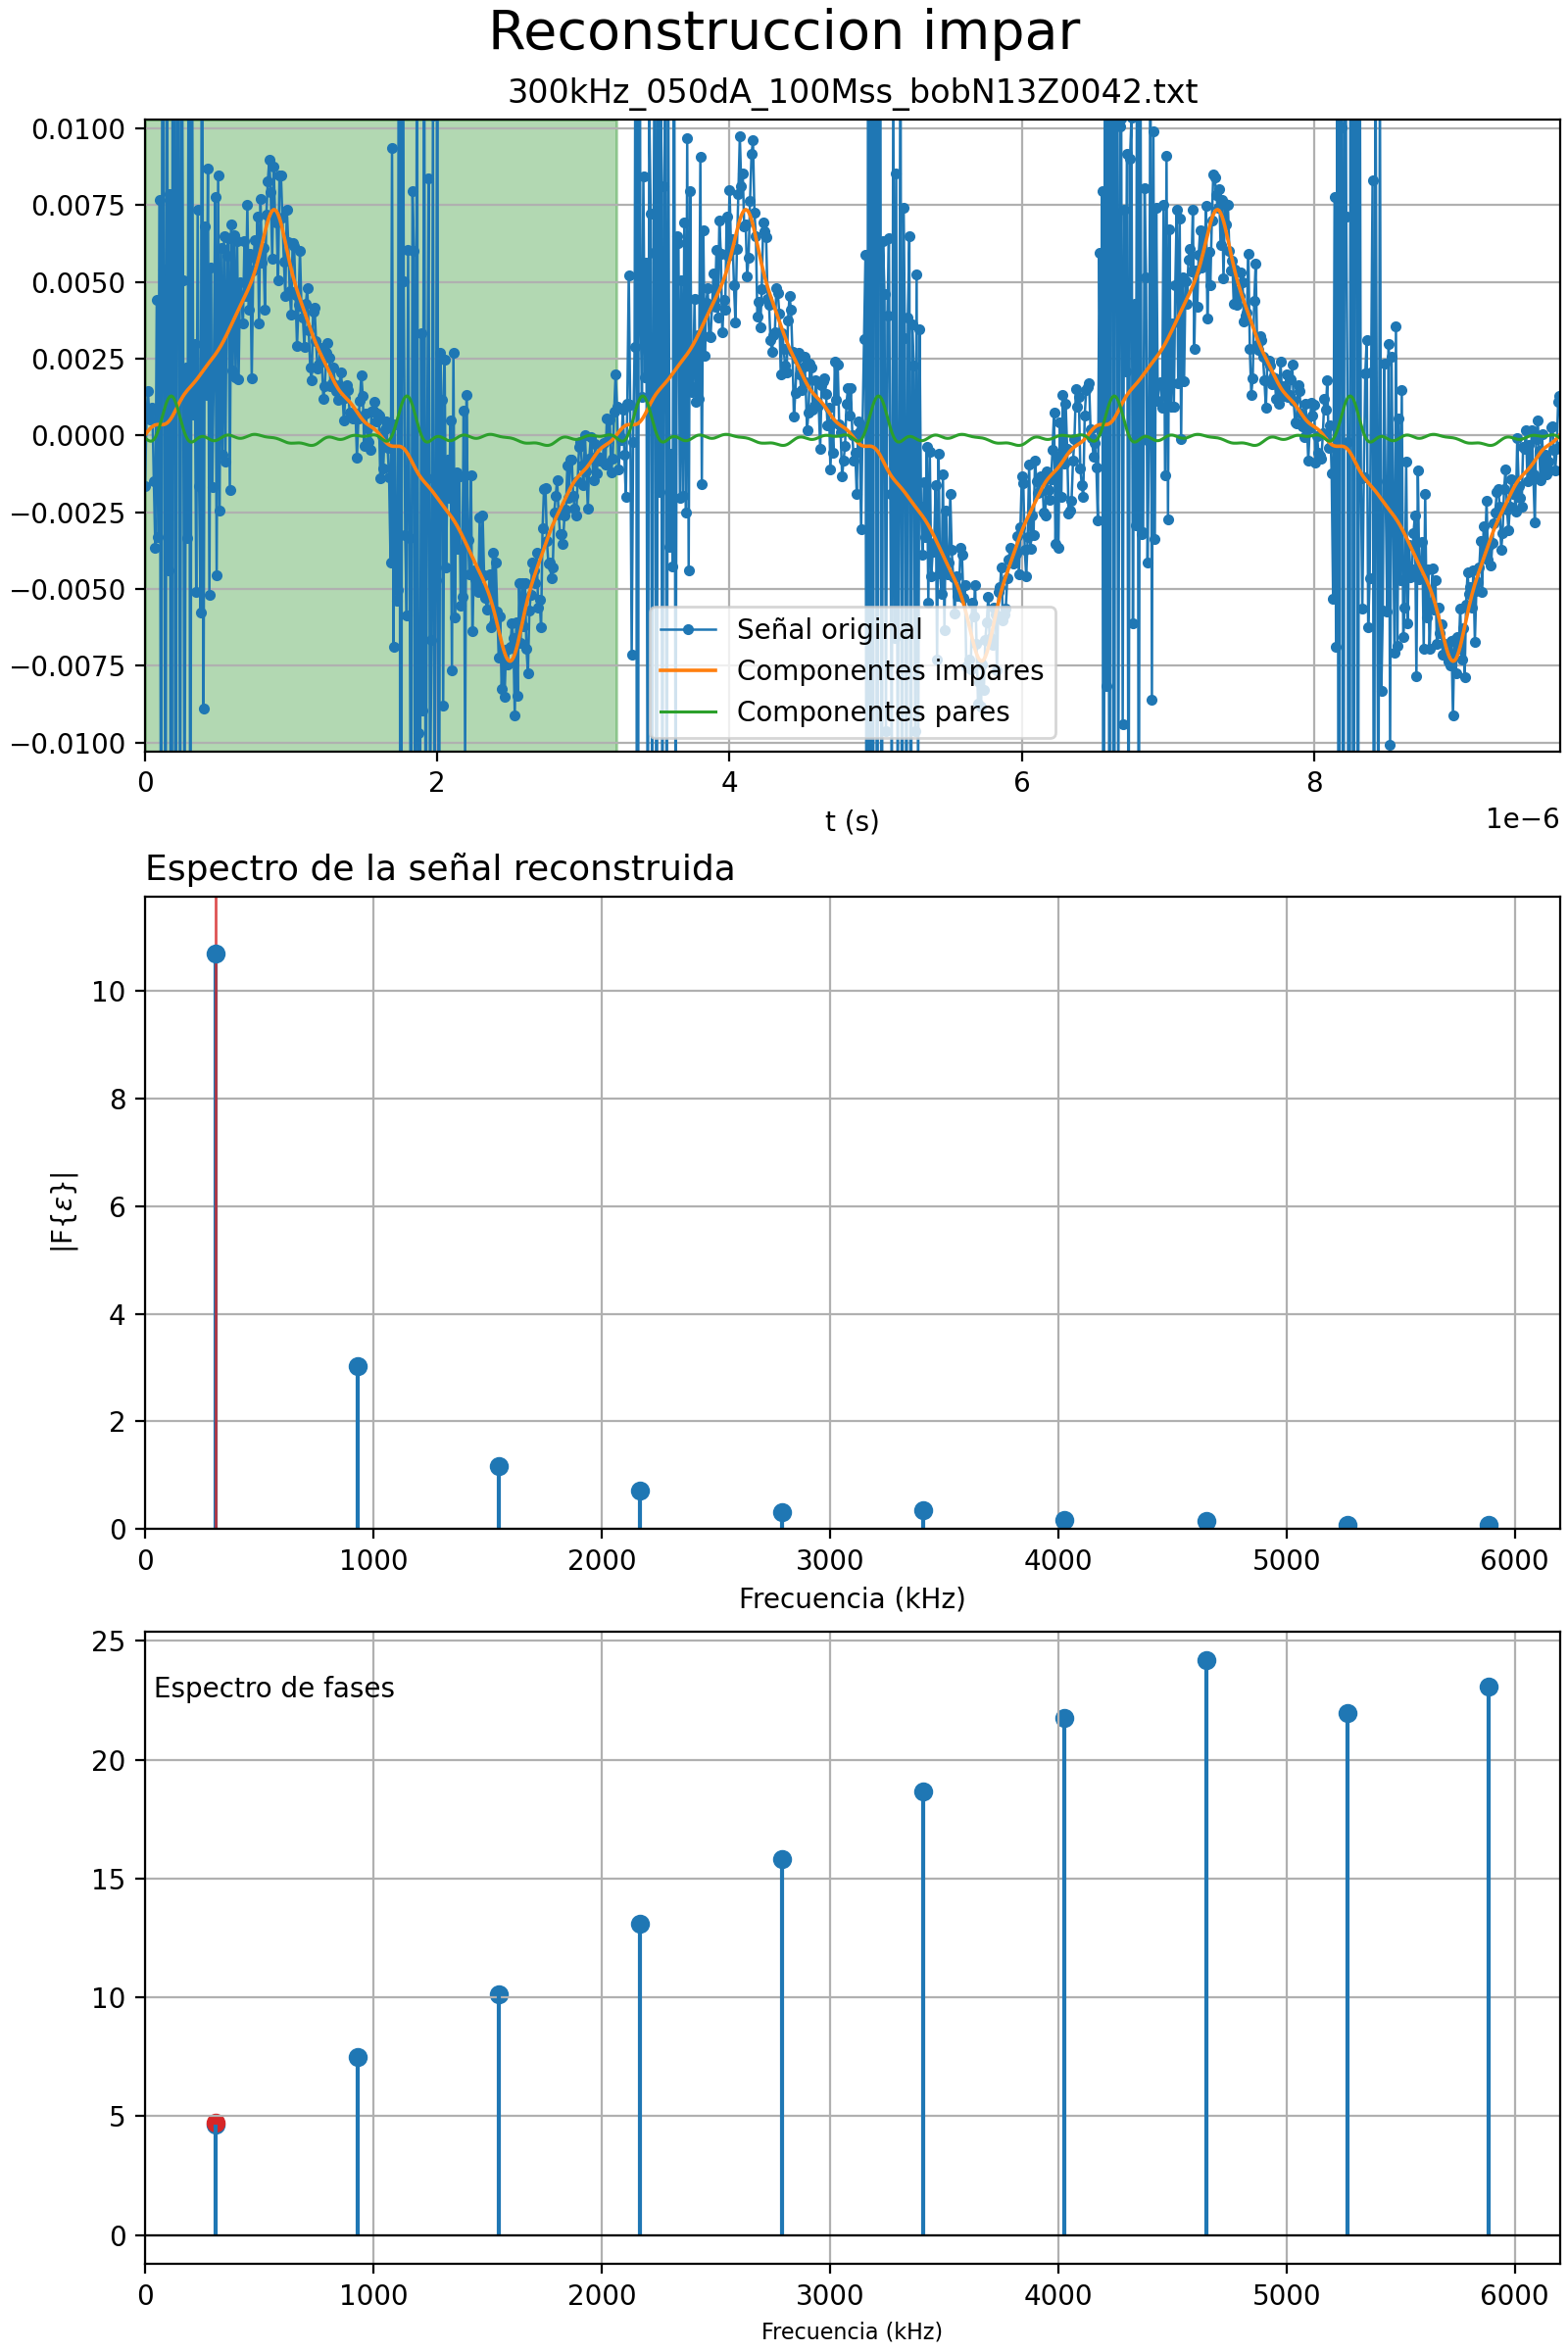 Reconstruccion impar
300kHz_050dA_100Mss_bobN13Z0042.txt
0.0100
0.0075
0.0050
0.0025
0.0000
−0.0025
−0.0050
−0.0075
−0.0100
Señal original
Componentes impares
Componentes pares
0 2 4 6 8
t (s)
1e−6
Espectro de la señal reconstruida
10
8
6
4
2
0
|F{ε}|
0 1000 2000 3000 4000 5000 6000
Frecuencia (kHz)
25
20
15
10
5
0
Espectro de fases
0 1000 2000 3000 4000 5000 6000
Frecuencia (kHz)